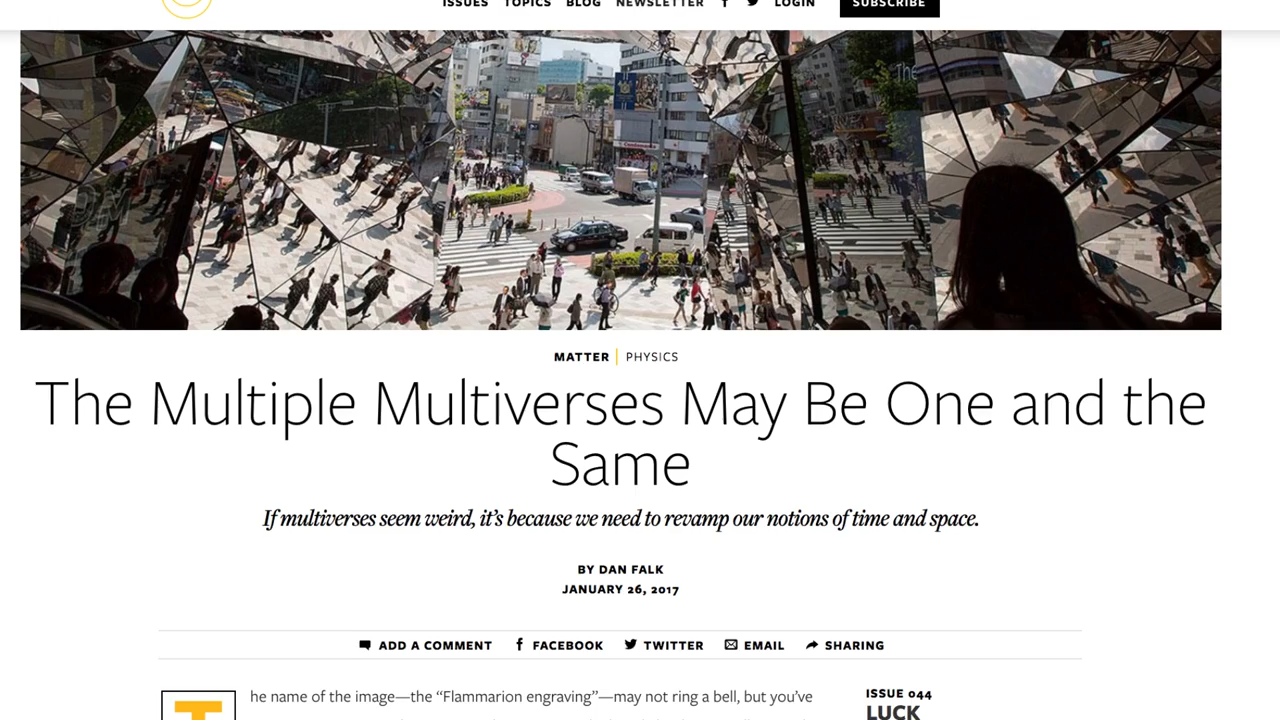 ISSUES TOPICS BLOG NEWSLETTER LOGIN SUBSCRIBE
The
MATTER | PHYSICS
The Multiple Multiverses May Be One and the
Same
If multiverses seem weird, it’s because we need to revamp our notions of time and space.
BY DAN FALK
JANUARY 26, 2017
ADD A COMMENT FACEBOOK TWITTER EMAIL SHARING
The name of the image—the “Flammarion engraving”—may not ring a bell, but you’ve
ISSUE 044
LUCK